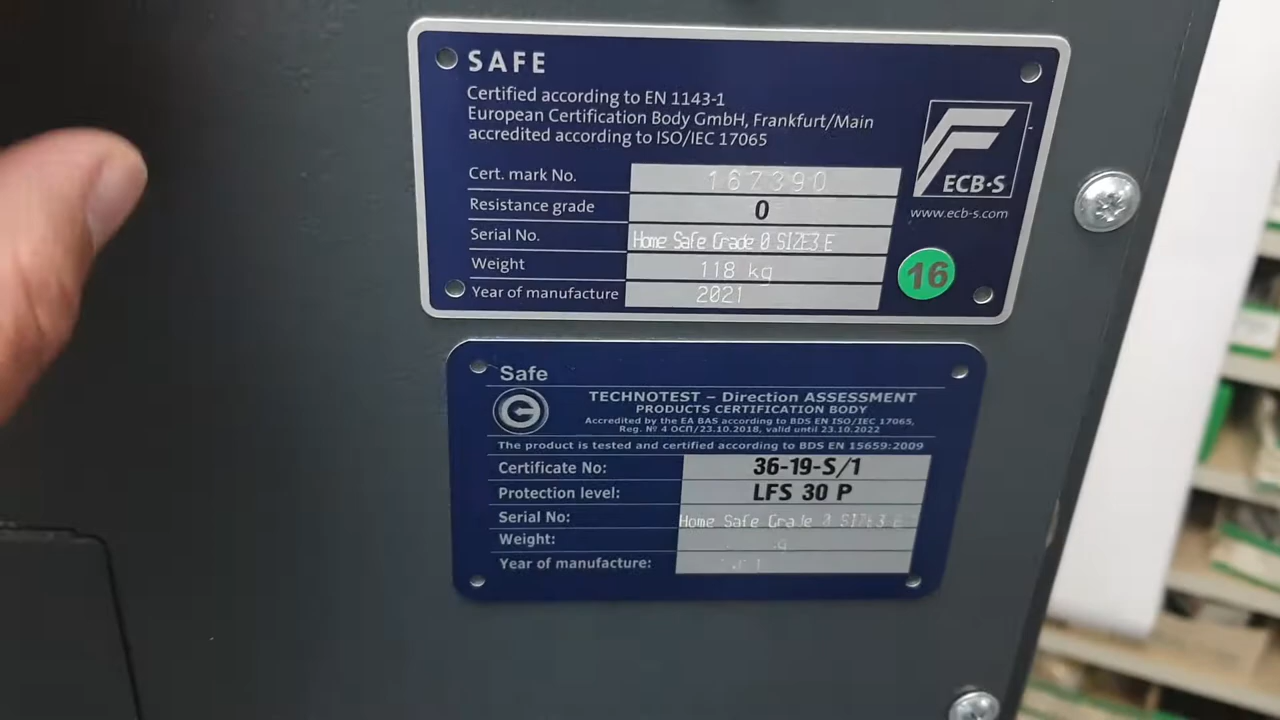 SAFE
Certified according to EN 1143-1
European Certification Body GmbH, Frankfurt/Main
accredited according to ISO/IEC 17065
Cert. mark No. 167390
Resistance grade 0
Serial No. Home Safe Grade 0 SIZE3 E
Weight 118 kg
Year of manufacture 2021
ECB·S
www.ecb-s.com
16
Safe
TECHNOTEST – Direction ASSESSMENT
PRODUCTS CERTIFICATION BODY
Accredited by the EA BAS according to BDS EN ISO/IEC 17065,
Reg. № 4 ОСП/23.10.2018, valid until 23.10.2022
The product is tested and certified according to BDS EN 15659:2009
Certificate No: 36-19-S/1
Protection level: LFS 30 P
Serial No: Home Safe Grade 0 SIZE3 E
Weight:
Year of manufacture: